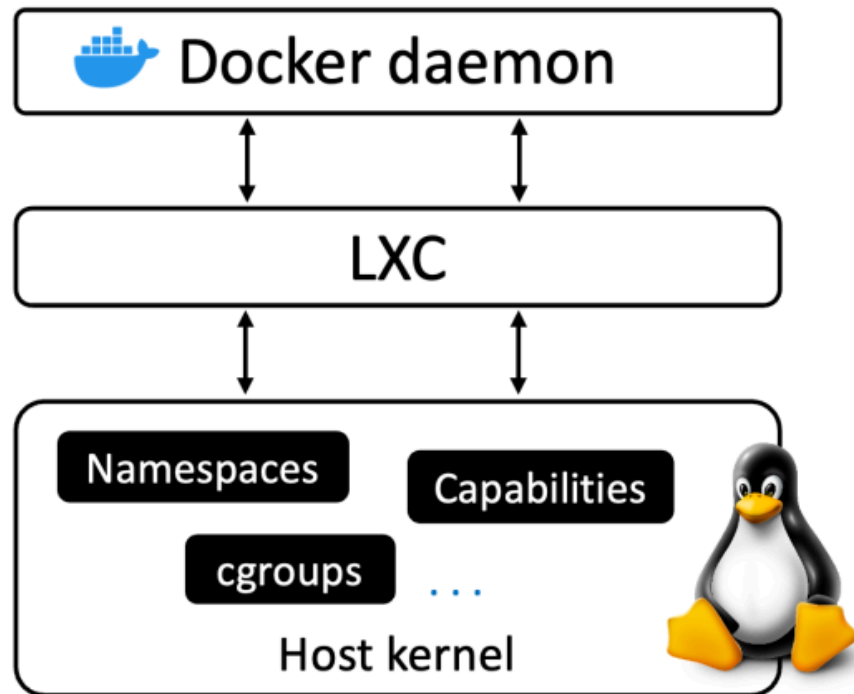 Docker daemon
LXC
Namespaces
Capabilities
cgroups
...
Host kernel